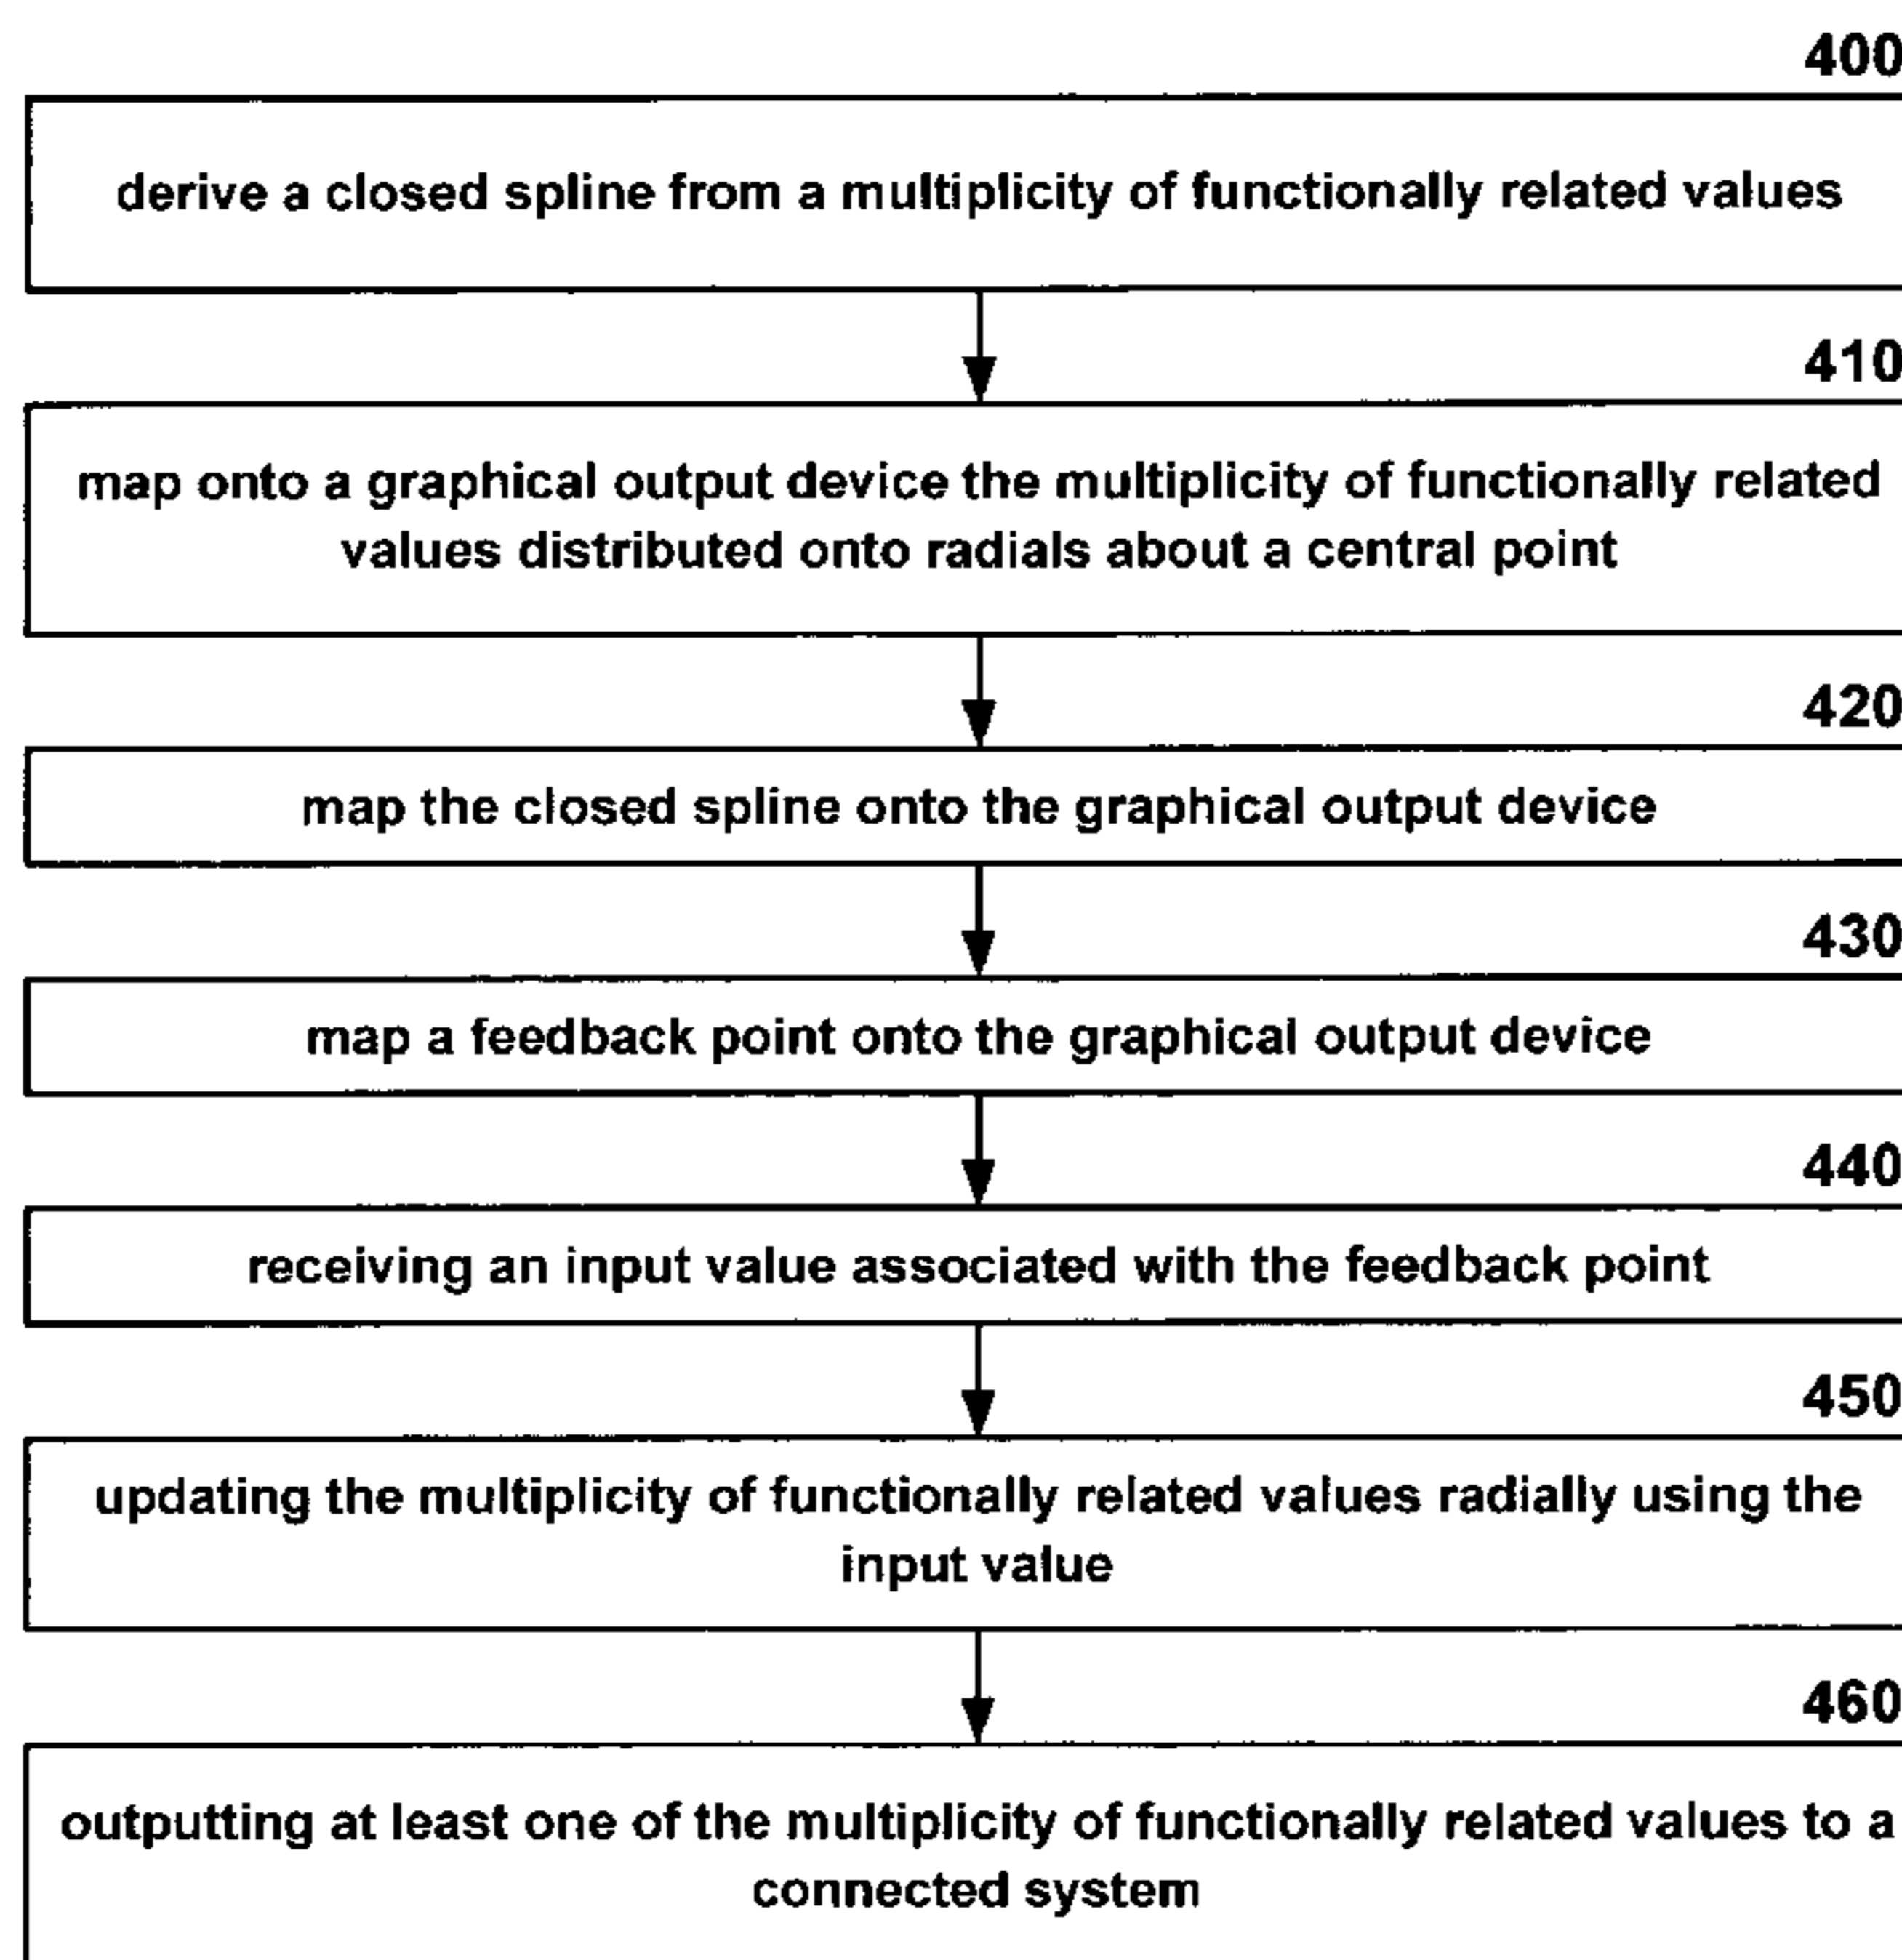 400
derive a closed spline from a multiplicity of functionally related values
410
map onto a graphical output device the multiplicity of functionally related
values distributed onto radials about a central point
420
map the closed spline onto the graphical output device
430
map a feedback point onto the graphical output device
440
receiving an input value associated with the feedback point
450
updating the multiplicity of functionally related values radially using the
input value
460
outputting at least one of the multiplicity of functionally related values to a
connected system